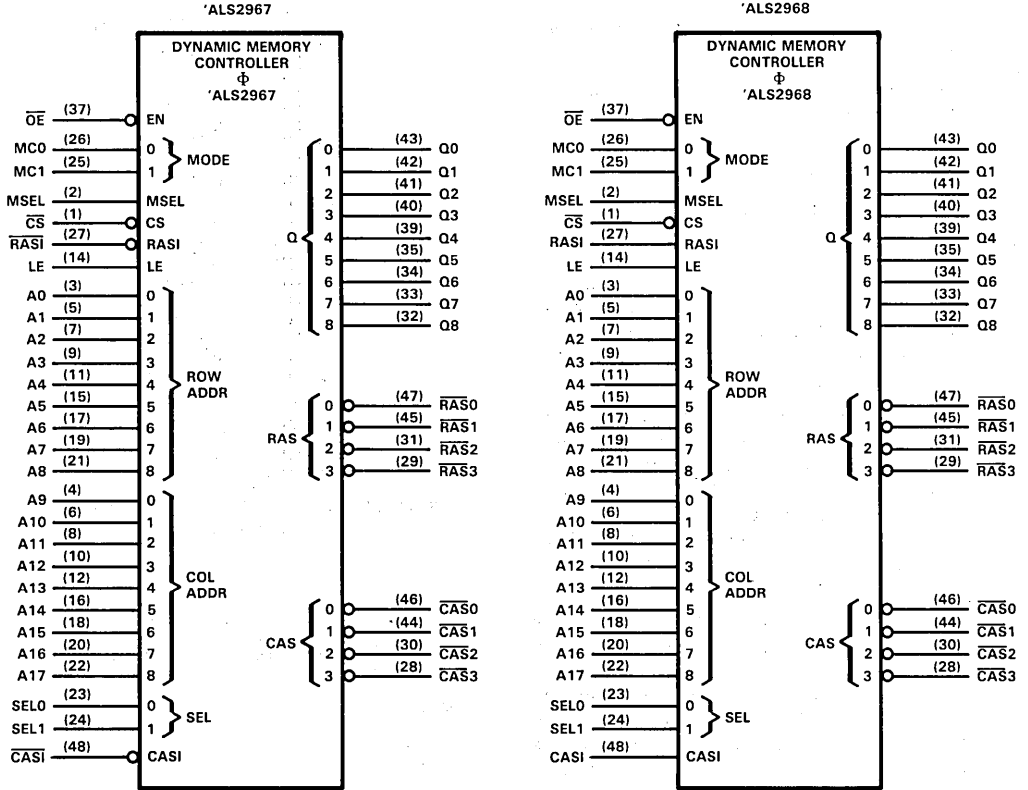 'ALS2967
DYNAMIC MEMORY
CONTROLLER
Φ
'ALS2967
OE (37) EN
MC0 (26) 0
MC1 (25) 1
MODE
MSEL (2) MSEL
CS (1) CS
RASI (27) RASI
LE (14) LE
A0 (3) 0
A1 (5) 1
A2 (7) 2
A3 (9) 3
A4 (11) 4
A5 (15) 5
A6 (17) 6
A7 (19) 7
A8 (21) 8
ROW
ADDR
A9 (4) 0
A10 (6) 1
A11 (8) 2
A12 (10) 3
A13 (12) 4
A14 (16) 5
A15 (18) 6
A16 (20) 7
A17 (22) 8
COL
ADDR
SEL0 (23) 0
SEL1 (24) 1
SEL
CASI (48) CASI
Q
0 (43) Q0
1 (42) Q1
2 (41) Q2
3 (40) Q3
4 (39) Q4
5 (35) Q5
6 (34) Q6
7 (33) Q7
8 (32) Q8
RAS
0 (47) RAS0
1 (45) RAS1
2 (31) RAS2
3 (29) RAS3
CAS
0 (46) CAS0
1 (44) CAS1
2 (30) CAS2
3 (28) CAS3
'ALS2968
DYNAMIC MEMORY
CONTROLLER
Φ
'ALS2968
OE (37) EN
MC0 (26) 0
MC1 (25) 1
MODE
MSEL (2) MSEL
CS (1) CS
RASI (27) RASI
LE (14) LE
A0 (3) 0
A1 (5) 1
A2 (7) 2
A3 (9) 3
A4 (11) 4
A5 (15) 5
A6 (17) 6
A7 (19) 7
A8 (21) 8
ROW
ADDR
A9 (4) 0
A10 (6) 1
A11 (8) 2
A12 (10) 3
A13 (12) 4
A14 (16) 5
A15 (18) 6
A16 (20) 7
A17 (22) 8
COL
ADDR
SEL0 (23) 0
SEL1 (24) 1
SEL
CASI (48) CASI
Q
0 (43) Q0
1 (42) Q1
2 (41) Q2
3 (40) Q3
4 (39) Q4
5 (35) Q5
6 (34) Q6
7 (33) Q7
8 (32) Q8
RAS
0 (47) RAS0
1 (45) RAS1
2 (31) RAS2
3 (29) RAS3
CAS
0 (46) CAS0
1 (44) CAS1
2 (30) CAS2
3 (28) CAS3